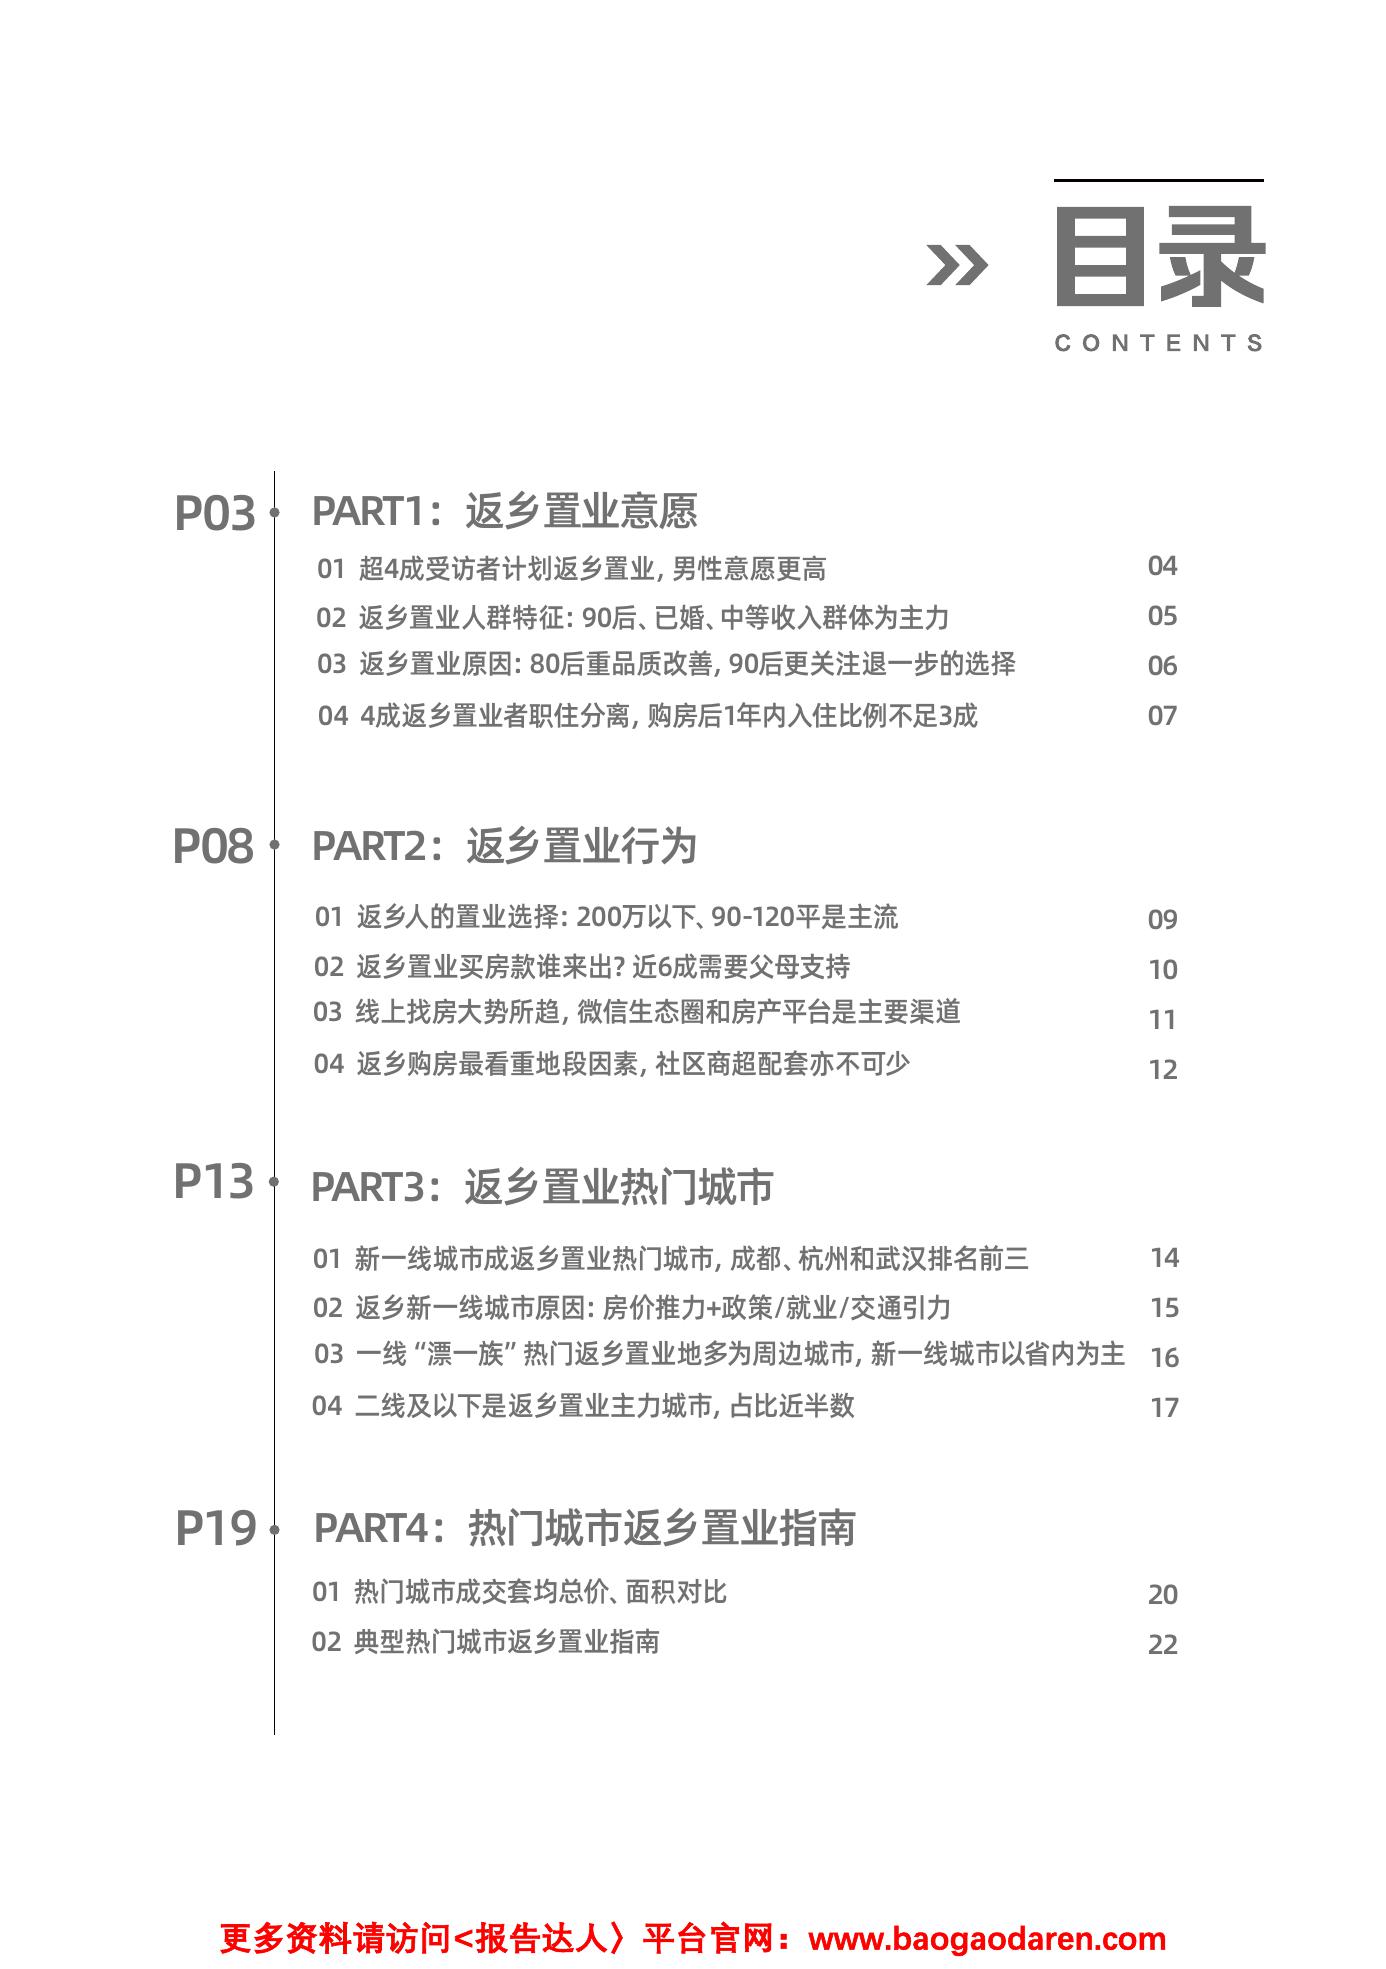 目录
CONTENTS
P03 PART1：返乡置业意愿
01 超4成受访者计划返乡置业，男性意愿更高 04
02 返乡置业人群特征：90后、已婚、中等收入群体为主力 05
03 返乡置业原因：80后重品质改善，90后更关注退一步的选择 06
04 4成返乡置业者职住分离，购房后1年内入住比例不足3成 07
P08 PART2：返乡置业行为
01 返乡人的置业选择：200万以下、90-120平是主流 09
02 返乡置业买房款谁来出？近6成需要父母支持 10
03 线上找房大势所趋，微信生态圈和房产平台是主要渠道 11
04 返乡购房最看重地段因素，社区商超配套亦不可少 12
P13 PART3：返乡置业热门城市
01 新一线城市成返乡置业热门城市，成都、杭州和武汉排名前三 14
02 返乡新一线城市原因：房价推力+政策/就业/交通引力 15
03 一线“漂一族”热门返乡置业地多为周边城市，新一线城市以省内为主 16
04 二线及以下是返乡置业主力城市，占比近半数 17
P19 PART4：热门城市返乡置业指南
01 热门城市成交套均总价、面积对比 20
02 典型热门城市返乡置业指南 22
更多资料请访问<报告达人〉平台官网：www.baogaodaren.com